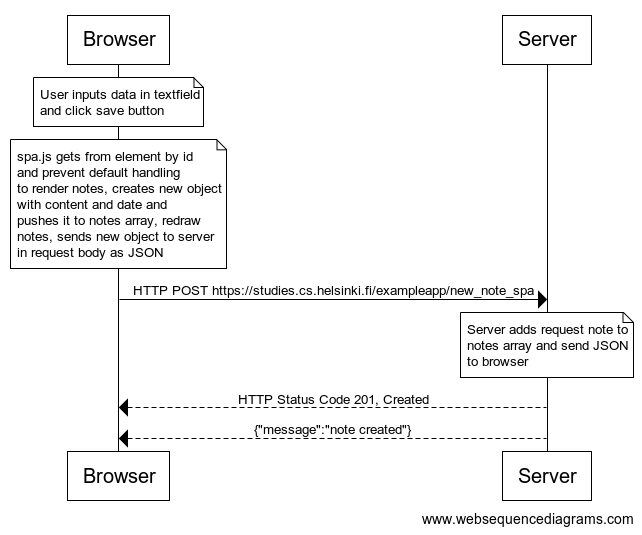 Browser
Server
User inputs data in textfield
and click save button
spa.js gets from element by id
and prevent default handling
to render notes, creates new object
with content and date and
pushes it to notes array, redraw
notes, sends new object to server
in request body as JSON
HTTP POST https://studies.cs.helsinki.fi/exampleapp/new_note_spa
Server adds request note to
notes array and send JSON
to browser
HTTP Status Code 201, Created
{"message":"note created"}
Browser
Server
www.websequencediagrams.com